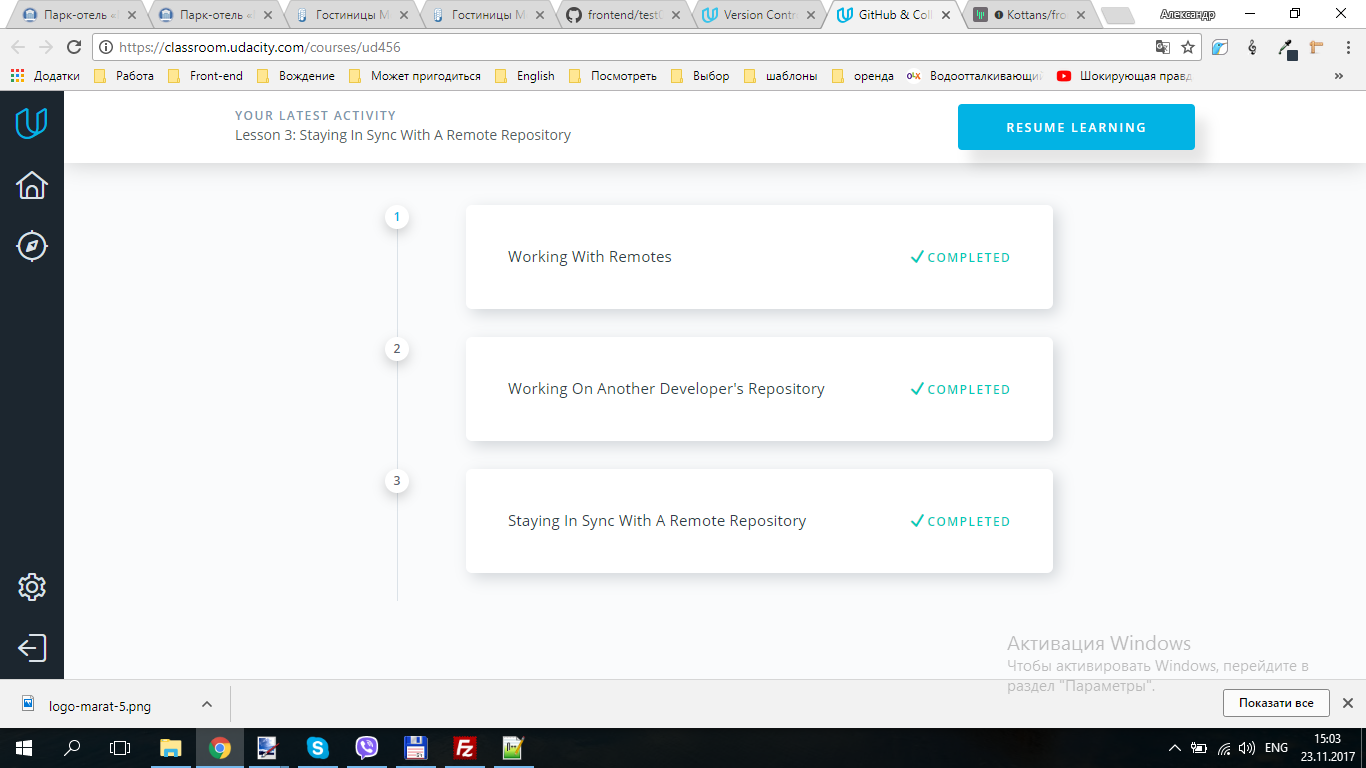 Парк-отель «
Парк-отель «
Гостиницы М
Гостиницы М
frontend/test
Version Contr
GitHub & Coll
Kottans/fro
Александр
https://classroom.udacity.com/courses/ud456
Додатки
Работа
Front-end
Вождение
Может пригодиться
English
Посмотреть
Выбор
шаблоны
оренда
Водоотталкивающи
Шокирующая правд
YOUR LATEST ACTIVITY
Lesson 3: Staying In Sync With A Remote Repository
RESUME LEARNING
1
Working With Remotes
COMPLETED
2
Working On Another Developer's Repository
COMPLETED
3
Staying In Sync With A Remote Repository
COMPLETED
Активация Windows
Чтобы активировать Windows, перейдите в
раздел "Параметры".
logo-marat-5.png
Показати все
ENG
15:03
23.11.2017